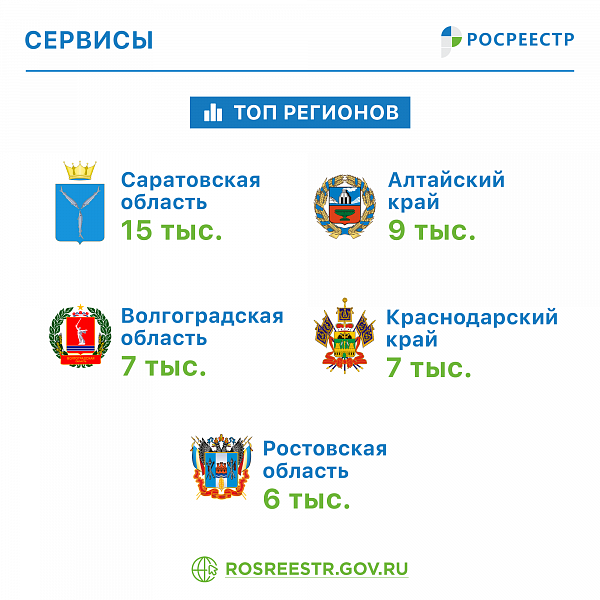 СЕРВИСЫ
РОСРЕЕСТР
ТОП РЕГИОНОВ
Саратовская
область
15 тыс.
Алтайский
край
9 тыс.
Волгоградская
область
7 тыс.
Краснодарский
край
7 тыс.
Ростовская
область
6 тыс.
ROSREESTR.GOV.RU